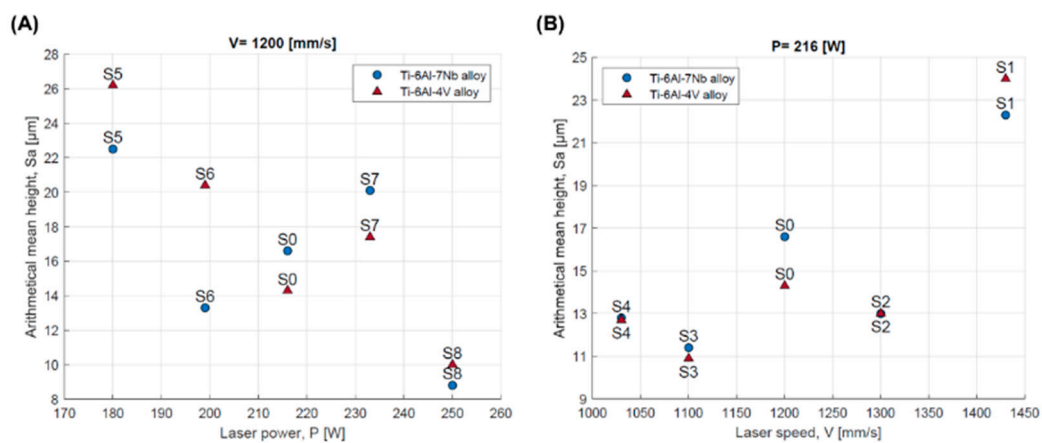 (A)
V= 1200 [mm/s]
Arithmetical mean height, Sa [µm]
28
26
24
22
20
18
16
14
12
10
8
S5
S5
S6
S6
S0
S0
S7
S7
S8
S8
Ti-6Al-7Nb alloy
Ti-6Al-4V alloy
170 180 190 200 210 220 230 240 250 260
Laser power, P [W]
(B)
P= 216 [W]
Arithmetical mean height, Sa [µm]
25
23
21
19
17
15
13
11
9
Ti-6Al-7Nb alloy
Ti-6Al-4V alloy
S1
S1
S0
S0
S2
S2
S4
S4
S3
S3
1000 1050 1100 1150 1200 1250 1300 1350 1400 1450
Laser speed, V [mm/s]